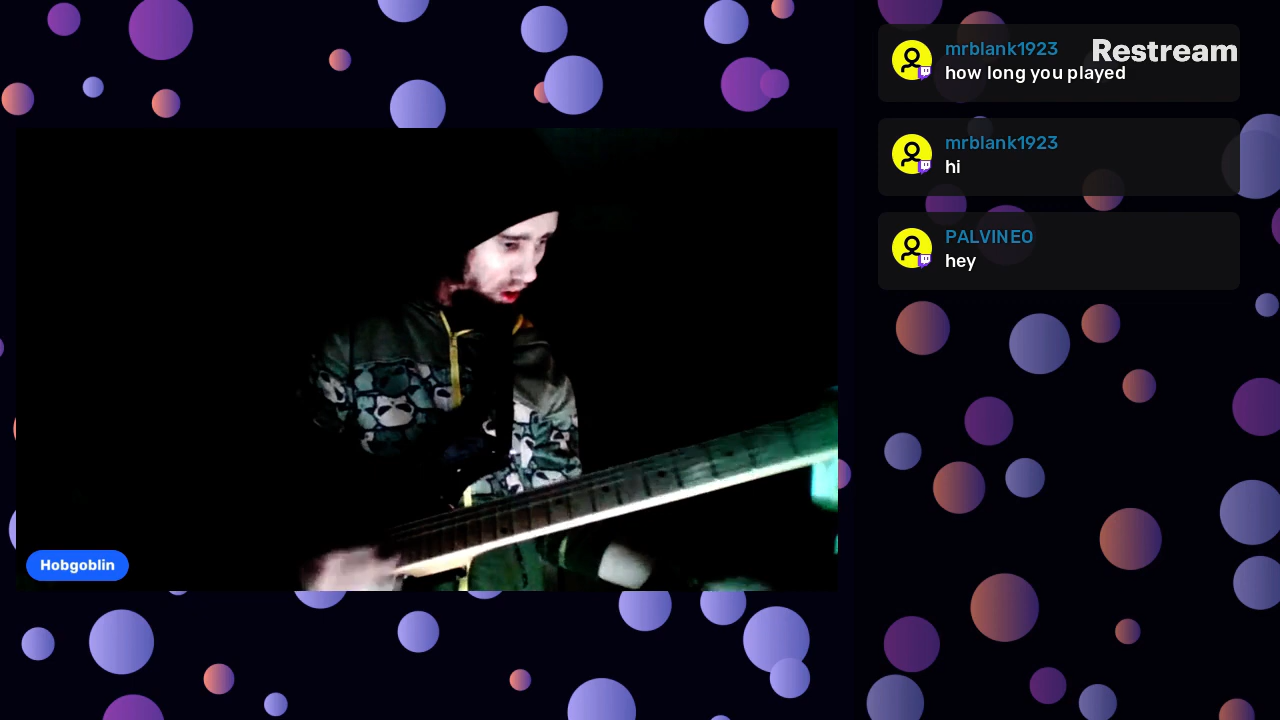 Restream
mrblank1923
how long you played
mrblank1923
hi
PALVINEO
hey
Hobgoblin